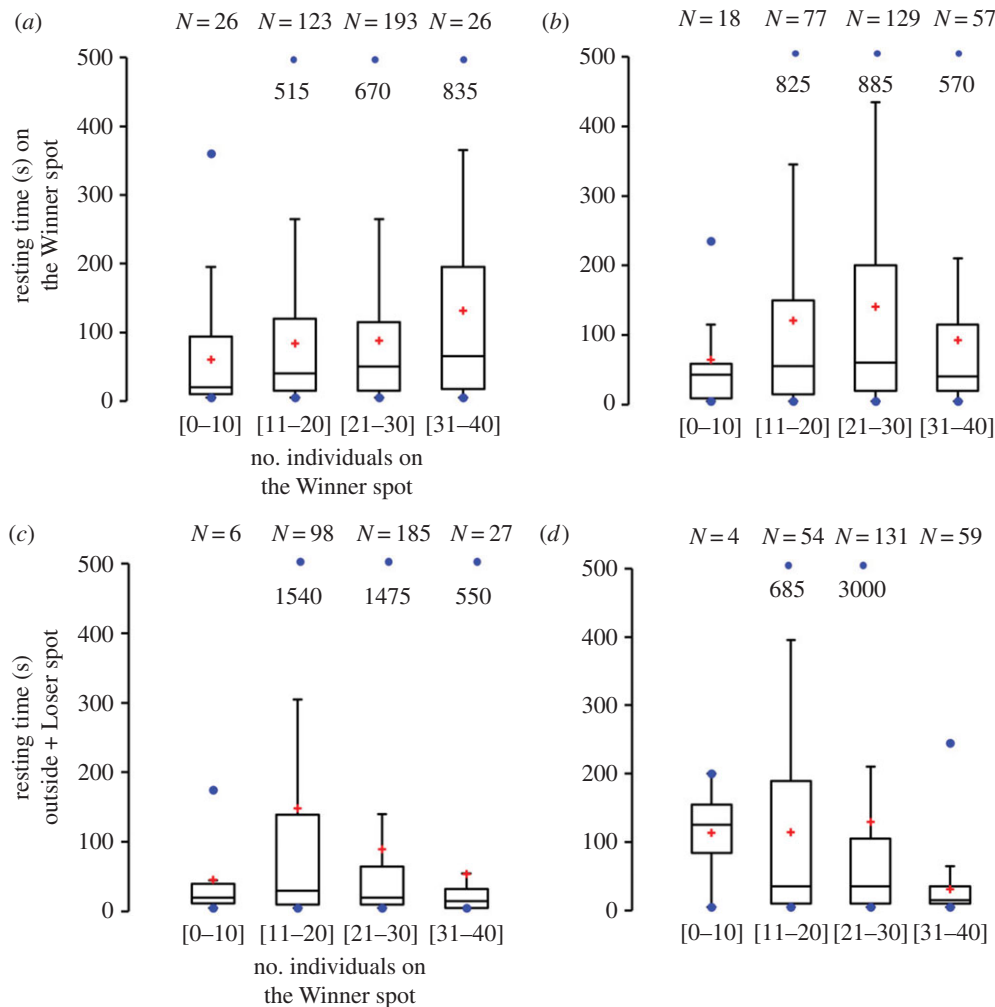 (a) N = 26 N = 123 N = 193 N = 26
500
400
300
200
100
0
515 670 835
resting time (s) on
the Winner spot
[0–10] [11–20] [21–30] [31–40]
no. individuals on
the Winner spot
(b) N = 18 N = 77 N = 129 N = 57
500
400
300
200
100
0
825 885 570
[0–10] [11–20] [21–30] [31–40]
(c) N = 6 N = 98 N = 185 N = 27
500
400
300
200
100
0
1540 1475 550
resting time (s)
outside + Loser spot
[0–10] [11–20] [21–30] [31–40]
no. individuals on
the Winner spot
(d) N = 4 N = 54 N = 131 N = 59
500
400
300
200
100
0
685 3000
[0–10] [11–20] [21–30] [31–40]